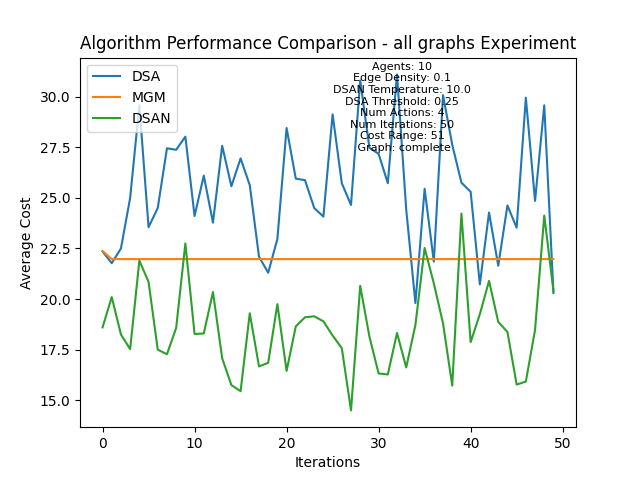 Algorithm Performance Comparison - all graphs Experiment
DSA
MGM
DSAN
Agents: 10
Edge Density: 0.1
DSAN Temperature: 10.0
DSA Threshold: 0.25
Num Actions: 4
Num Iterations: 50
Cost Range: 51
Graph: complete
Average Cost
30.0
27.5
25.0
22.5
20.0
17.5
15.0
0
10
20
30
40
50
Iterations